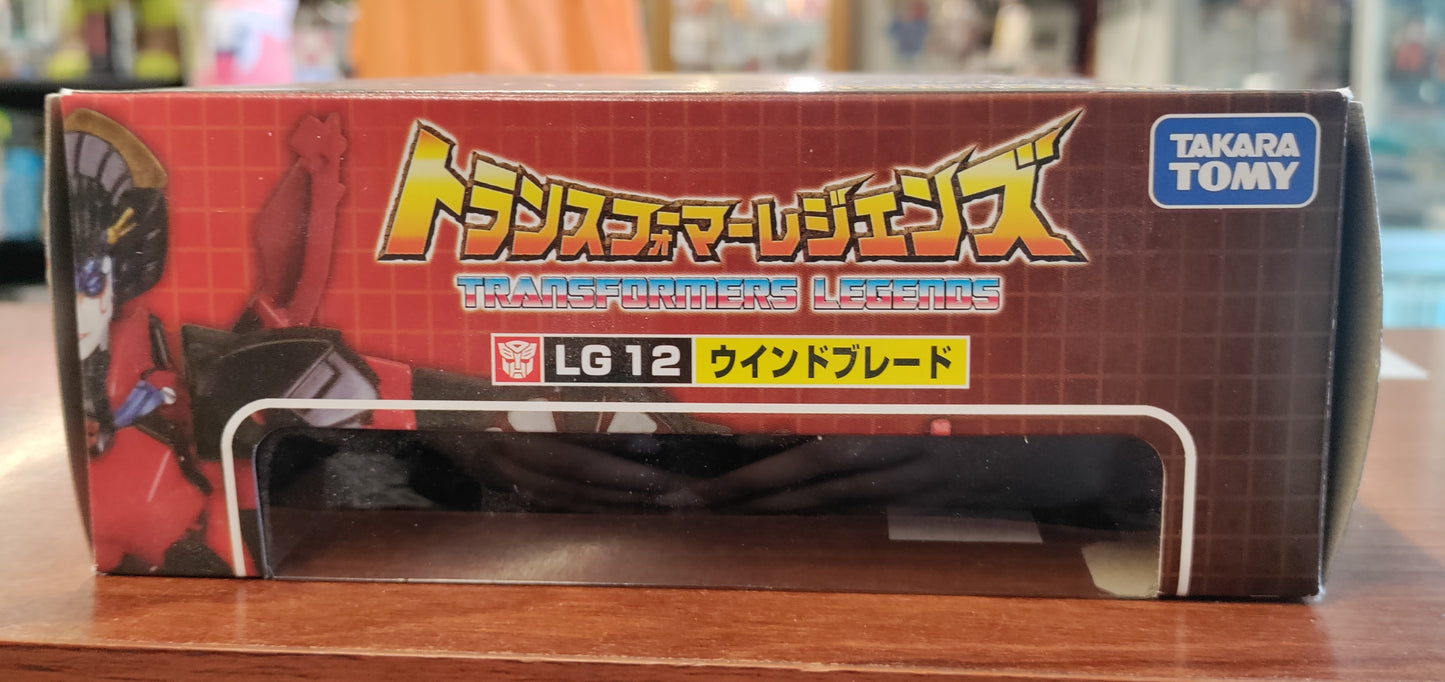 トランスフォーマーレジェンズ
TAKARA
TOMY
TRANSFORMERS LEGENDS
LG 12 ウインドブレード